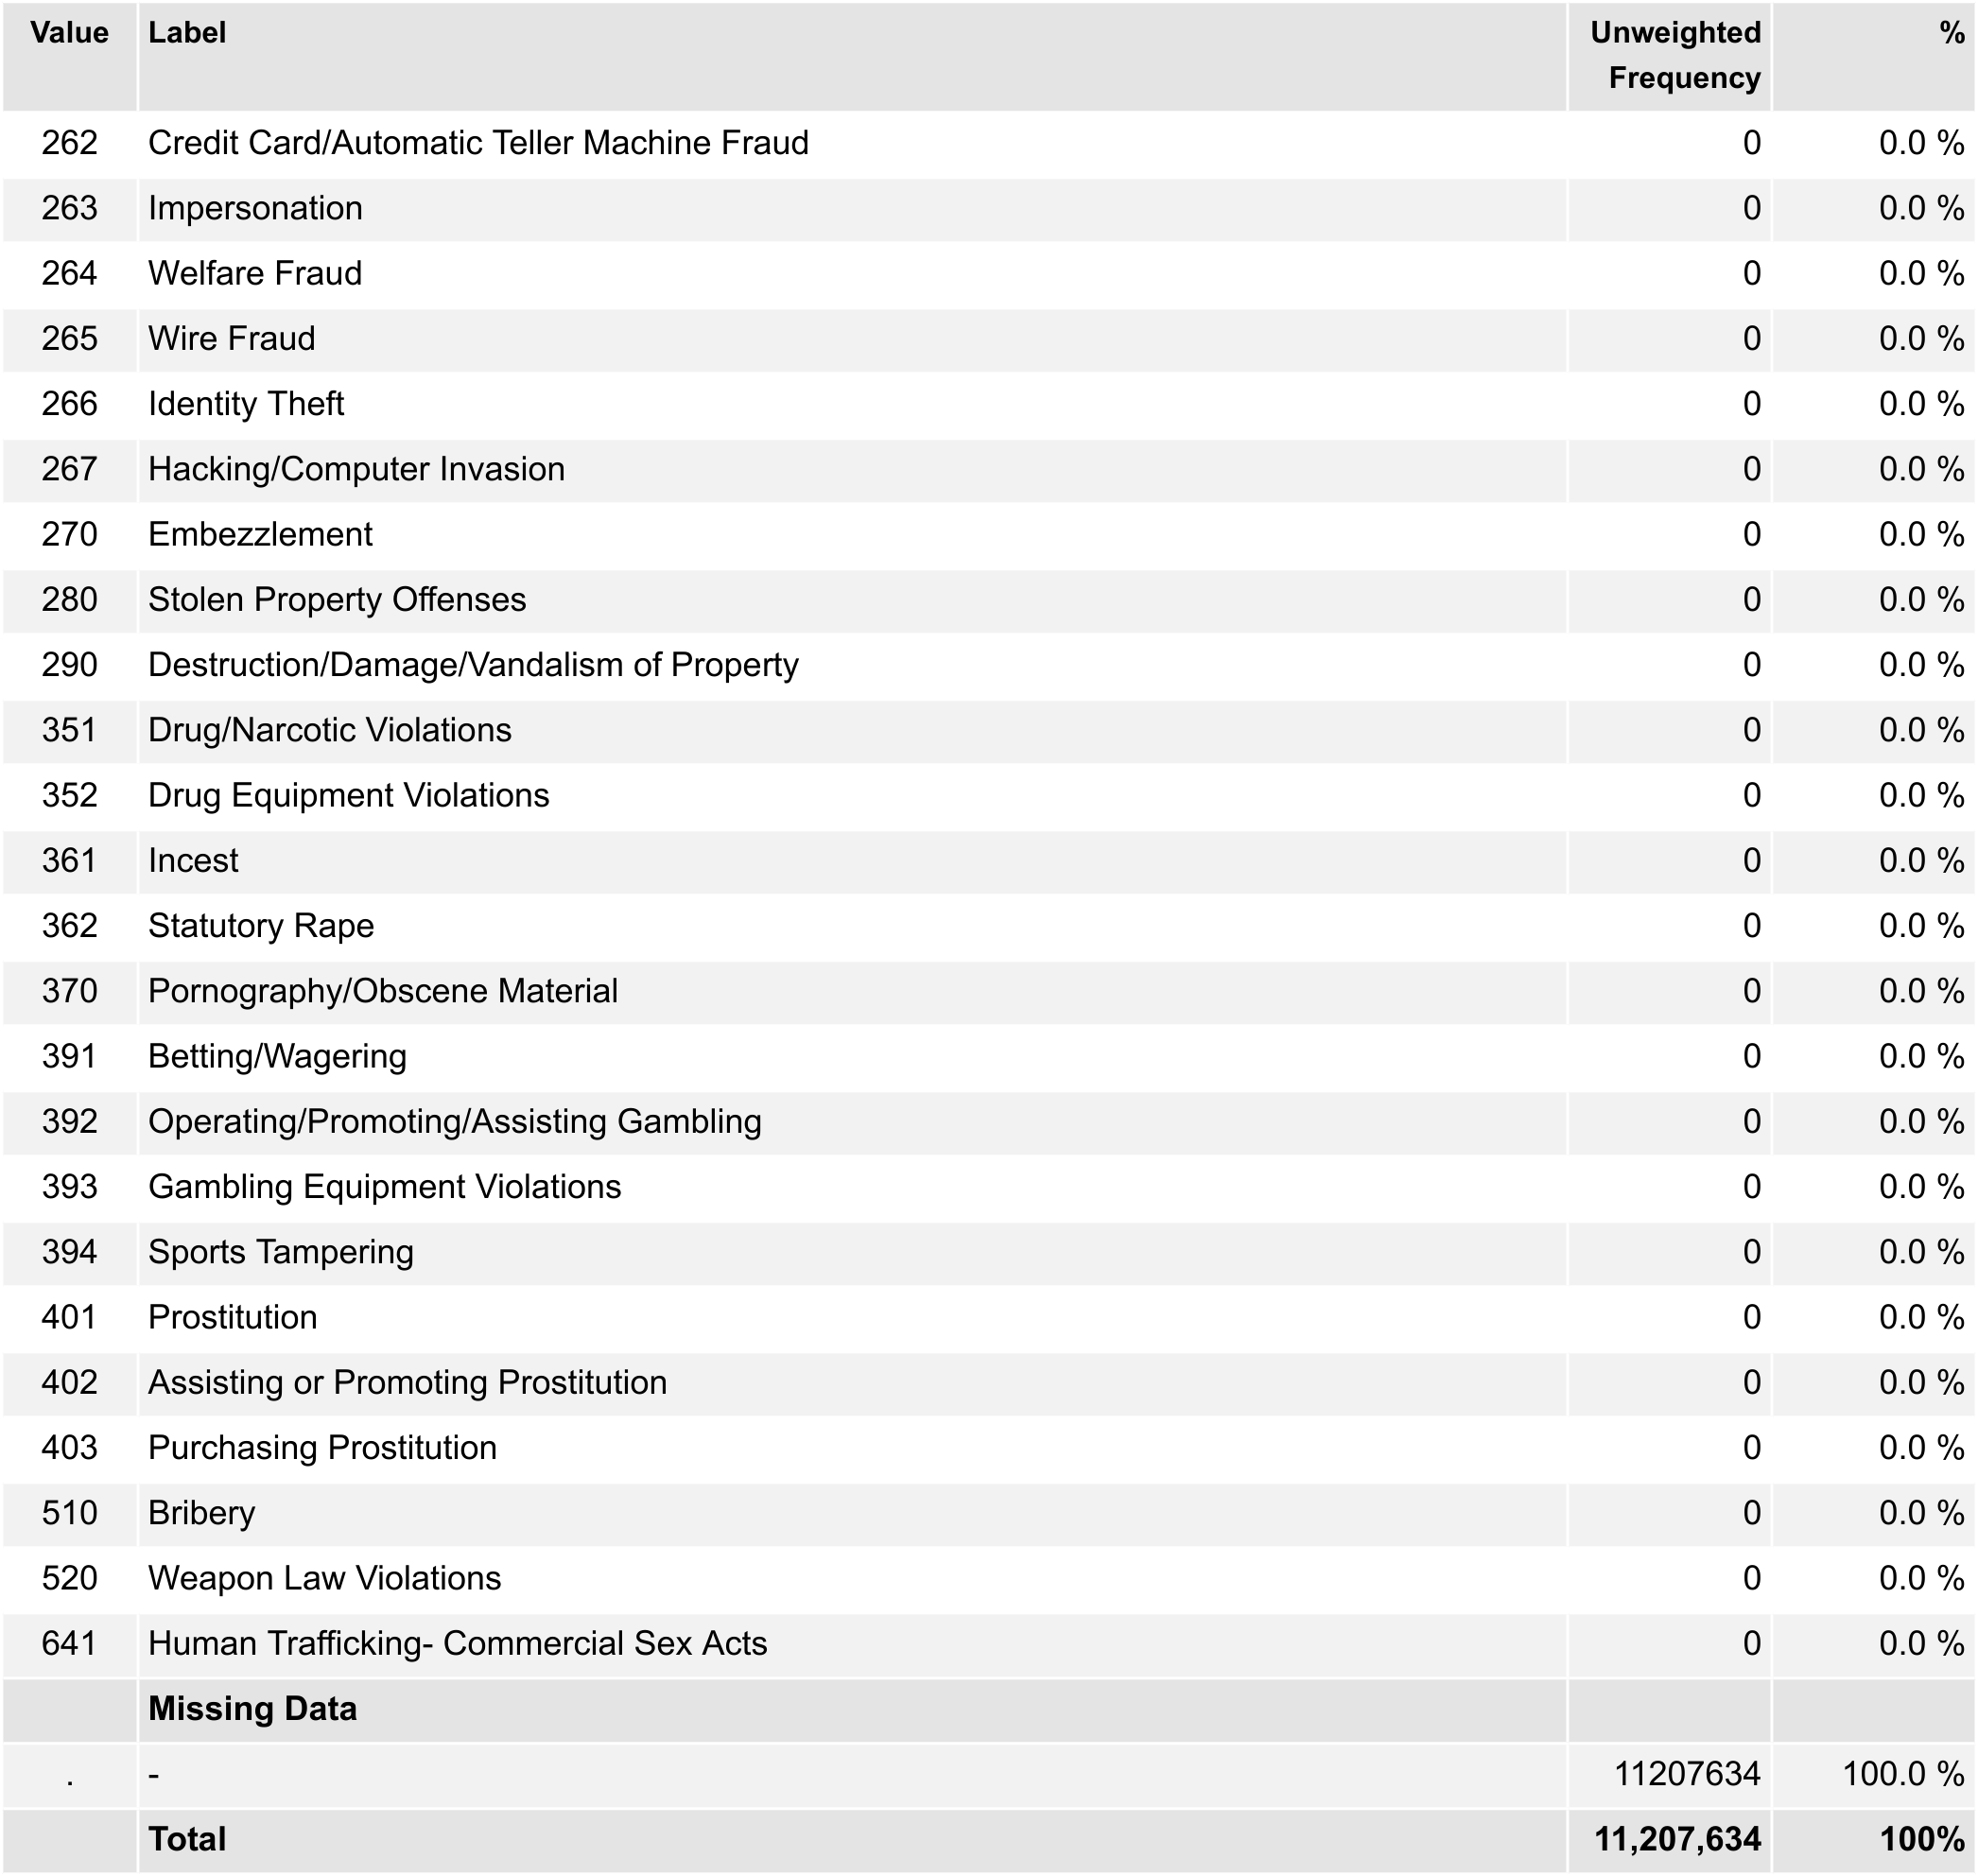 Value Label Unweighted Frequency %
262 Credit Card/Automatic Teller Machine Fraud 0 0.0 %
263 Impersonation 0 0.0 %
264 Welfare Fraud 0 0.0 %
265 Wire Fraud 0 0.0 %
266 Identity Theft 0 0.0 %
267 Hacking/Computer Invasion 0 0.0 %
270 Embezzlement 0 0.0 %
280 Stolen Property Offenses 0 0.0 %
290 Destruction/Damage/Vandalism of Property 0 0.0 %
351 Drug/Narcotic Violations 0 0.0 %
352 Drug Equipment Violations 0 0.0 %
361 Incest 0 0.0 %
362 Statutory Rape 0 0.0 %
370 Pornography/Obscene Material 0 0.0 %
391 Betting/Wagering 0 0.0 %
392 Operating/Promoting/Assisting Gambling 0 0.0 %
393 Gambling Equipment Violations 0 0.0 %
394 Sports Tampering 0 0.0 %
401 Prostitution 0 0.0 %
402 Assisting or Promoting Prostitution 0 0.0 %
403 Purchasing Prostitution 0 0.0 %
510 Bribery 0 0.0 %
520 Weapon Law Violations 0 0.0 %
641 Human Trafficking- Commercial Sex Acts 0 0.0 %
Missing Data
. - 11207634 100.0 %
Total 11,207,634 100%